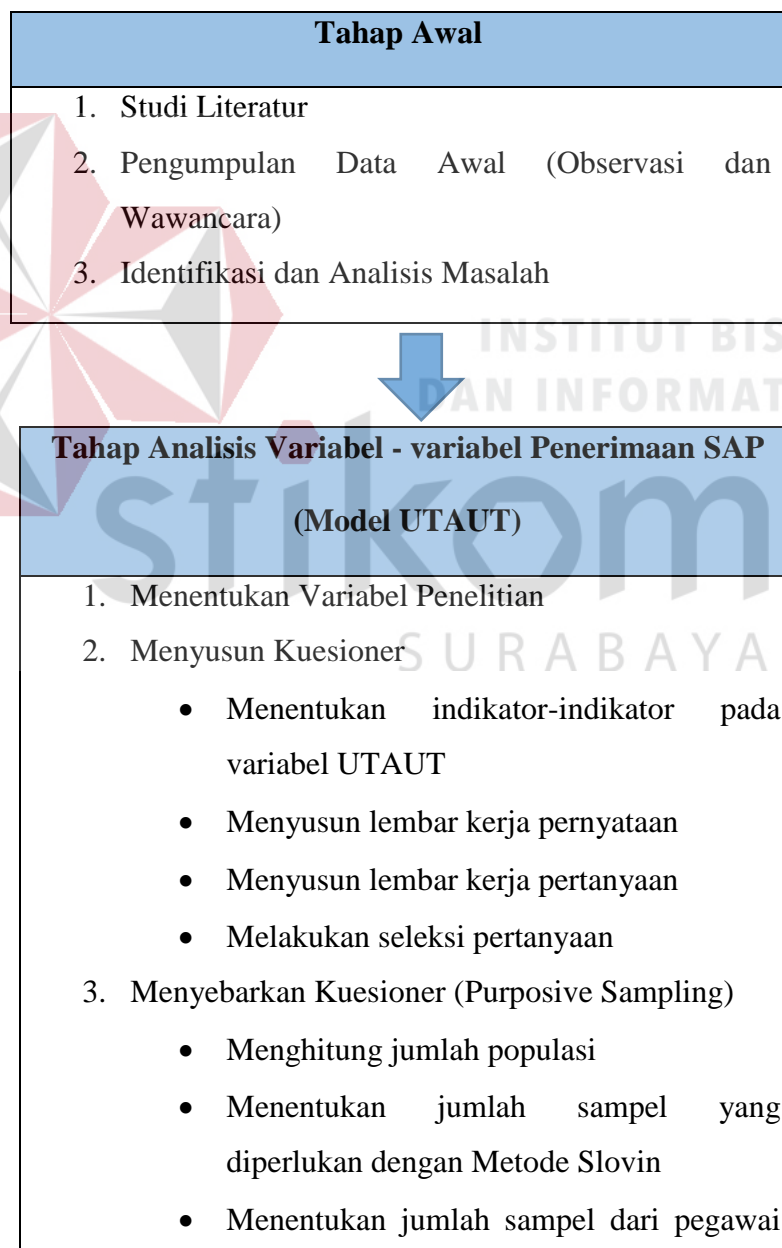 Tahap Awal
1. Studi Literatur
2. Pengumpulan Data Awal (Observasi dan
Wawancara)
3. Identifikasi dan Analisis Masalah
INSTITUT BIS
DAN INFORMAT
Tahap Analisis Variabel - variabel Penerimaan SAP
(Model UTAUT)
stikom
1. Menentukan Variabel Penelitian
2. Menyusun Kuesioner
SURABAYA
• Menentukan indikator-indikator pada
variabel UTAUT
• Menyusun lembar kerja pernyataan
• Menyusun lembar kerja pertanyaan
• Melakukan seleksi pertanyaan
3. Menyebarkan Kuesioner (Purposive Sampling)
• Menghitung jumlah populasi
• Menentukan jumlah sampel yang
diperlukan dengan Metode Slovin
• Menentukan jumlah sampel dari pegawai